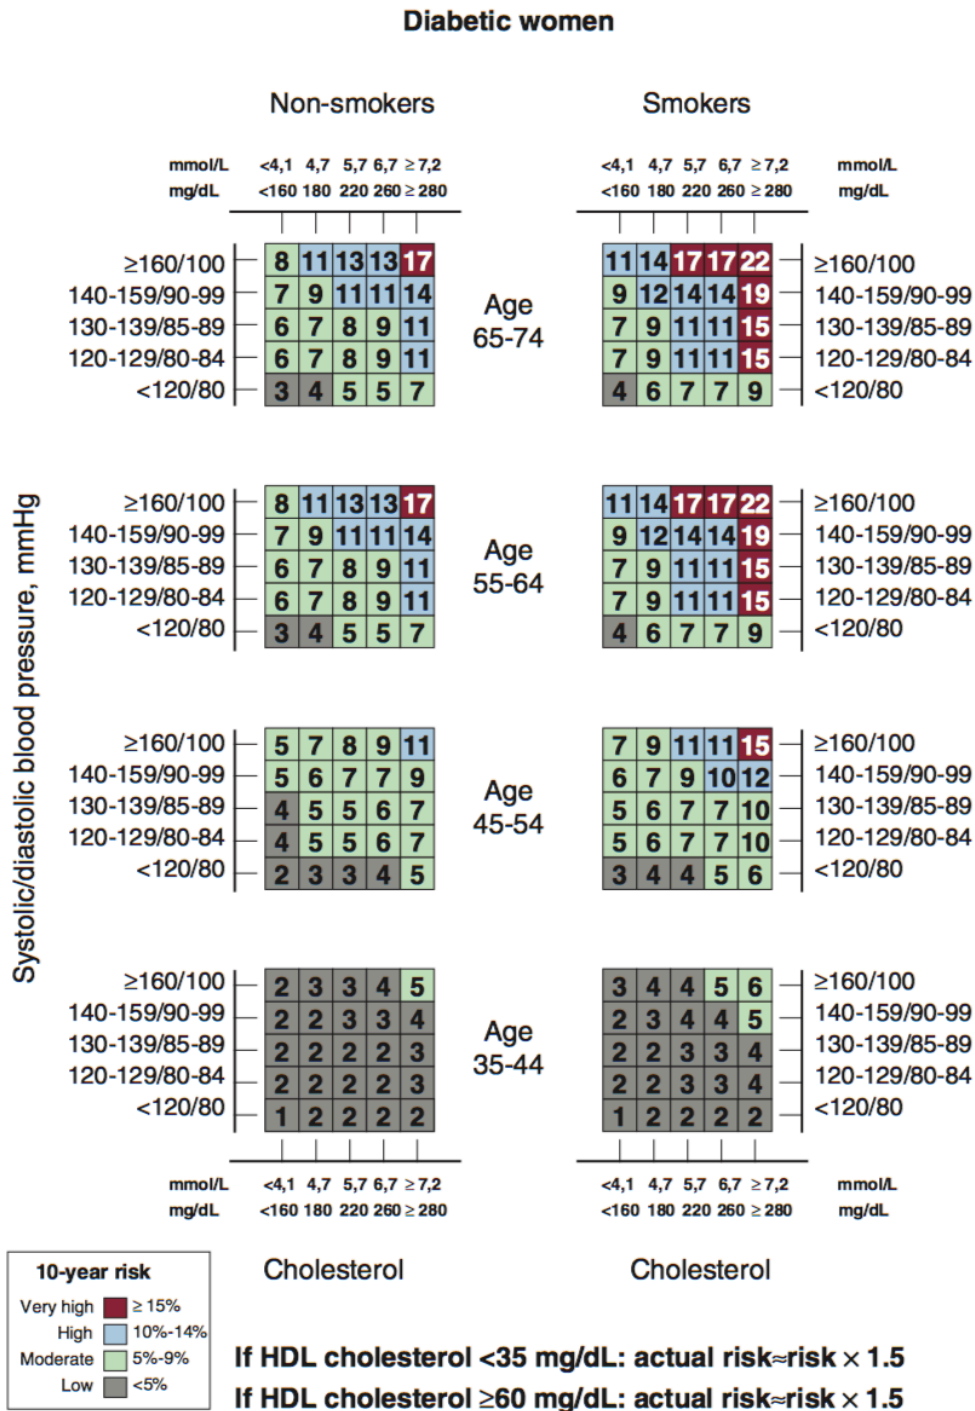 Diabetic women
Non-smokers Smokers
mmol/L <4,1 4,7 5,7 6,7 ≥7,2 <4,1 4,7 5,7 6,7 ≥7,2 mmol/L
mg/dL <160 180 220 260 ≥280 <160 180 220 260 ≥280 mg/dL
≥160/100 8 11 13 13 17 11 14 17 17 22 ≥160/100
140-159/90-99 7 9 11 11 14 Age 9 12 14 14 19 140-159/90-99
130-139/85-89 6 7 8 9 11 65-74 7 9 11 11 15 130-139/85-89
120-129/80-84 6 7 8 9 11 7 9 11 11 15 120-129/80-84
<120/80 3 4 5 5 7 4 6 7 7 9 <120/80
Systolic/diastolic blood pressure, mmHg
≥160/100 8 11 13 13 17 11 14 17 17 22 ≥160/100
140-159/90-99 7 9 11 11 14 Age 9 12 14 14 19 140-159/90-99
130-139/85-89 6 7 8 9 11 55-64 7 9 11 11 15 130-139/85-89
120-129/80-84 6 7 8 9 11 7 9 11 11 15 120-129/80-84
<120/80 3 4 5 5 7 4 6 7 7 9 <120/80
≥160/100 5 7 8 9 11 7 9 11 11 15 ≥160/100
140-159/90-99 5 6 7 7 9 Age 6 7 9 10 12 140-159/90-99
130-139/85-89 4 5 5 6 7 45-54 5 6 7 7 10 130-139/85-89
120-129/80-84 4 5 5 6 7 5 6 7 7 10 120-129/80-84
<120/80 2 3 3 4 5 3 4 4 5 6 <120/80
≥160/100 2 3 3 4 5 3 4 4 5 6 ≥160/100
140-159/90-99 2 2 3 3 4 Age 2 3 4 4 5 140-159/90-99
130-139/85-89 2 2 2 2 3 35-44 2 2 3 3 4 130-139/85-89
120-129/80-84 2 2 2 2 3 2 2 3 3 4 120-129/80-84
<120/80 1 2 2 2 2 1 2 2 2 2 <120/80
mmol/L <4,1 4,7 5,7 6,7 ≥7,2 <4,1 4,7 5,7 6,7 ≥7,2 mmol/L
mg/dL <160 180 220 260 ≥280 <160 180 220 260 ≥280 mg/dL
Cholesterol Cholesterol
10-year risk
Very high ≥15%
High 10%-14%
Moderate 5%-9%
Low <5%
If HDL cholesterol <35 mg/dL: actual risk≈risk × 1.5
If HDL cholesterol ≥60 mg/dL: actual risk≈risk × 1.5